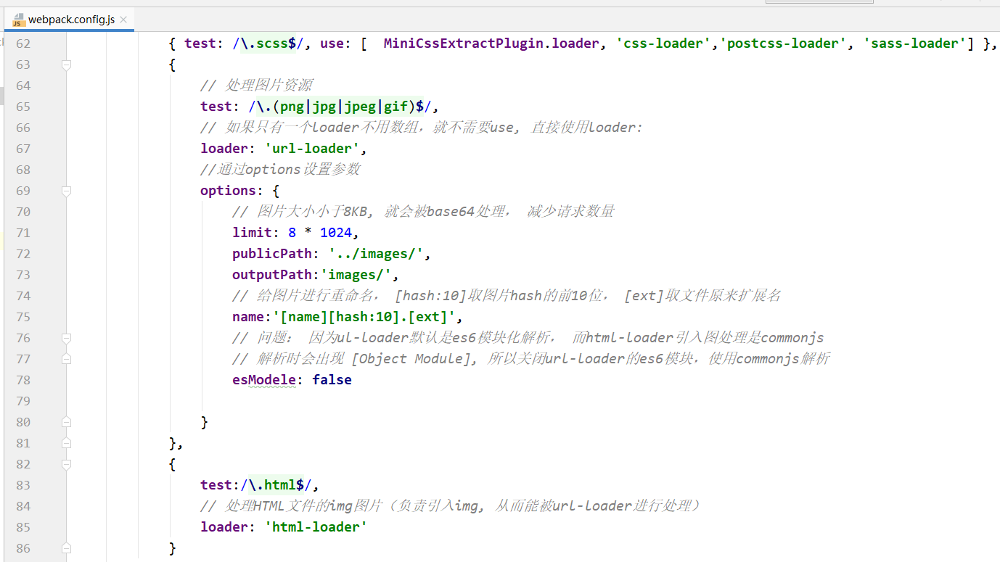 webpack.config.js
62 { test: /\.scss$/, use: [  MiniCssExtractPlugin.loader, 'css-loader','postcss-loader', 'sass-loader'] },
63 {
64 // 处理图片资源
65 test: /\.(png|jpg|jpeg|gif)$/,
66 // 如果只有一个loader不用数组，就不需要use, 直接使用loader:
67 loader: 'url-loader',
68 //通过options设置参数
69 options: {
70 // 图片大小小于8KB, 就会被base64处理， 减少请求数量
71 limit: 8 * 1024,
72 publicPath: '../images/',
73 outputPath:'images/',
74 // 给图片进行重命名， [hash:10]取图片hash的前10位， [ext]取文件原来扩展名
75 name:'[name][hash:10].[ext]',
76 // 问题： 因为ul-loader默认是es6模块化解析， 而html-loader引入图处理是commonjs
77 // 解析时会出现 [Object Module], 所以关闭url-loader的es6模块，使用commonjs解析
78 esModele: false
79
80 }
81 },
82 {
83 test:/\.html$/,
84 // 处理HTML文件的img图片（负责引入img, 从而能被url-loader进行处理）
85 loader: 'html-loader'
86 }